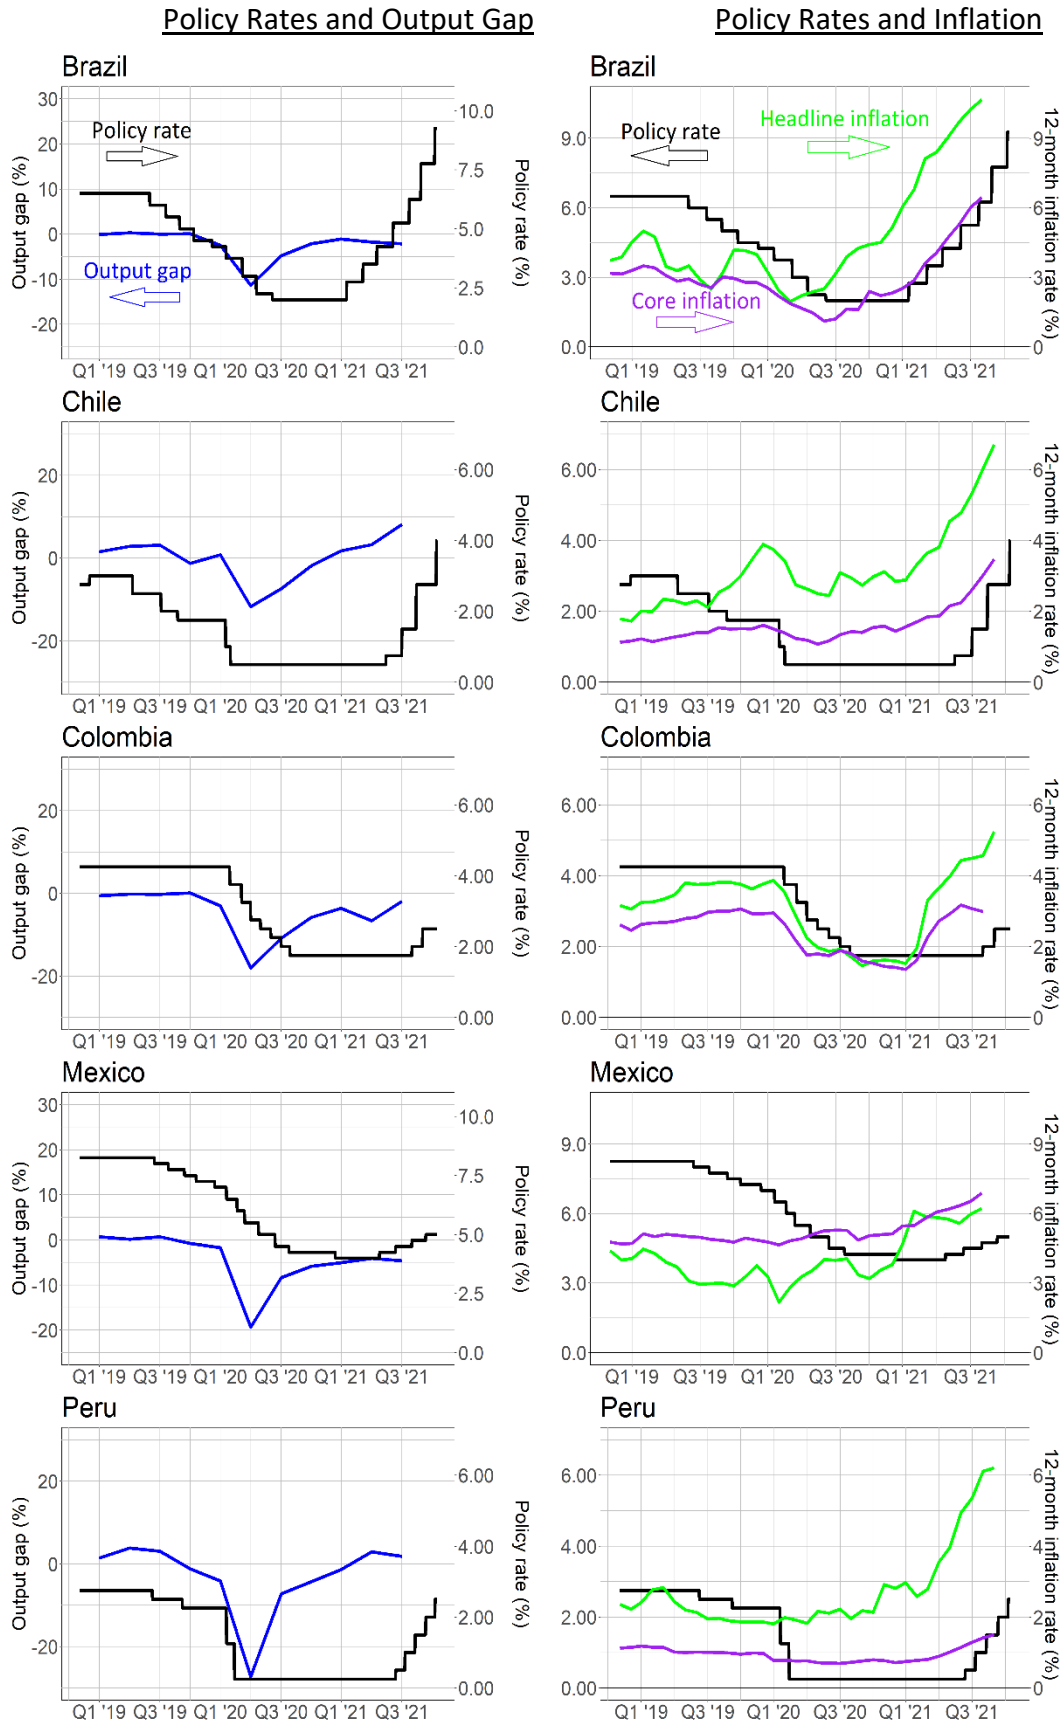 Policy Rates and Output Gap
Policy Rates and Inflation
Brazil
Output gap (%)
30
20
10
0
-10
-20
Policy rate
Output gap
10.0
7.5
5.0
2.5
0.0
Policy rate (%)
Q1 '19 Q3 '19 Q1 '20 Q3 '20 Q1 '21 Q3 '21
Brazil
9.0
6.0
3.0
0.0
Policy rate
Headline inflation
Core inflation
9
6
3
0
12-month inflation rate (%)
Q1 '19 Q3 '19 Q1 '20 Q3 '20 Q1 '21 Q3 '21
Chile
Output gap (%)
20
0
-20
6.00
4.00
2.00
0.00
Policy rate (%)
Q1 '19 Q3 '19 Q1 '20 Q3 '20 Q1 '21 Q3 '21
Chile
6.00
4.00
2.00
0.00
6
4
2
0
12-month inflation rate (%)
Q1 '19 Q3 '19 Q1 '20 Q3 '20 Q1 '21 Q3 '21
Colombia
Output gap (%)
20
0
-20
6.00
4.00
2.00
0.00
Policy rate (%)
Q1 '19 Q3 '19 Q1 '20 Q3 '20 Q1 '21 Q3 '21
Colombia
6.00
4.00
2.00
0.00
6
4
2
0
12-month inflation rate (%)
Q1 '19 Q3 '19 Q1 '20 Q3 '20 Q1 '21 Q3 '21
Mexico
Output gap (%)
30
20
10
0
-10
-20
10.0
7.5
5.0
2.5
0.0
Policy rate (%)
Q1 '19 Q3 '19 Q1 '20 Q3 '20 Q1 '21 Q3 '21
Mexico
9.0
6.0
3.0
0.0
9
6
3
0
12-month inflation rate (%)
Q1 '19 Q3 '19 Q1 '20 Q3 '20 Q1 '21 Q3 '21
Peru
Output gap (%)
20
0
-20
6.00
4.00
2.00
0.00
Policy rate (%)
Q1 '19 Q3 '19 Q1 '20 Q3 '20 Q1 '21 Q3 '21
Peru
6.00
4.00
2.00
0.00
6
4
2
0
12-month inflation rate (%)
Q1 '19 Q3 '19 Q1 '20 Q3 '20 Q1 '21 Q3 '21